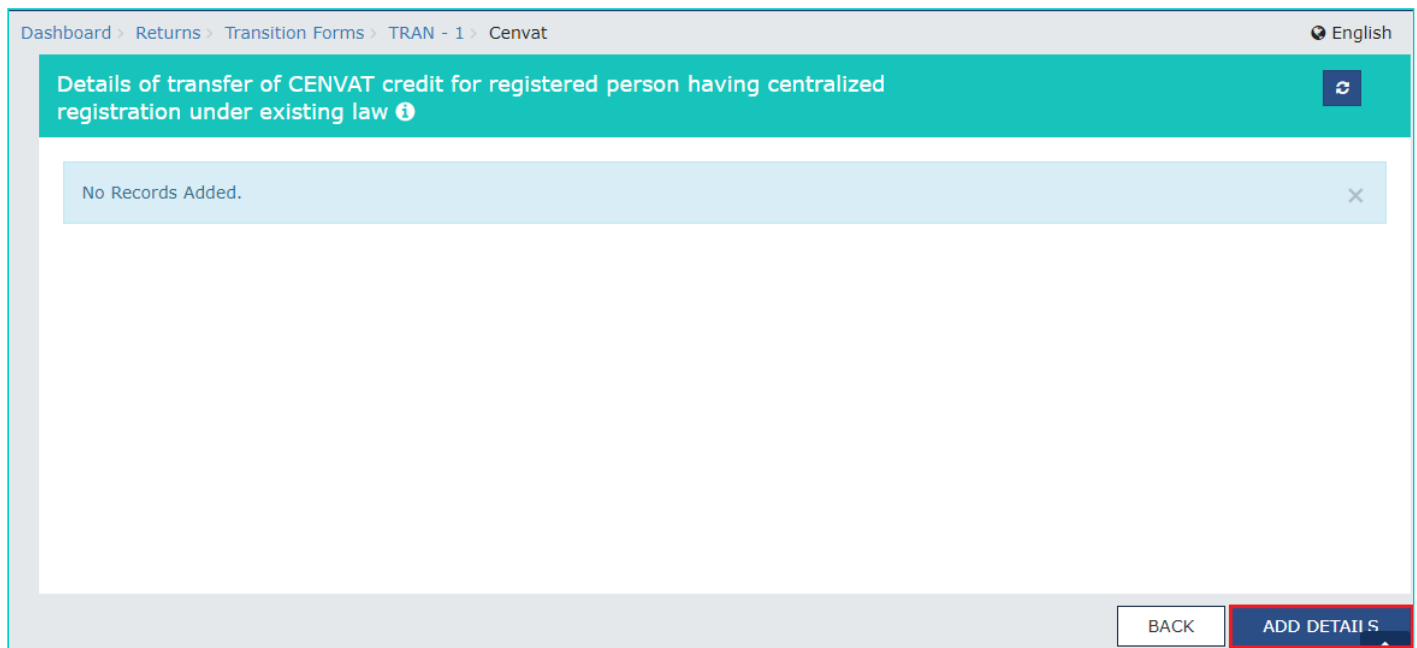 Dashboard > Returns > Transition Forms > TRAN - 1 > Cenvat English
Details of transfer of CENVAT credit for registered person having centralized
registration under existing law
No Records Added. ×
BACK ADD DETAILS